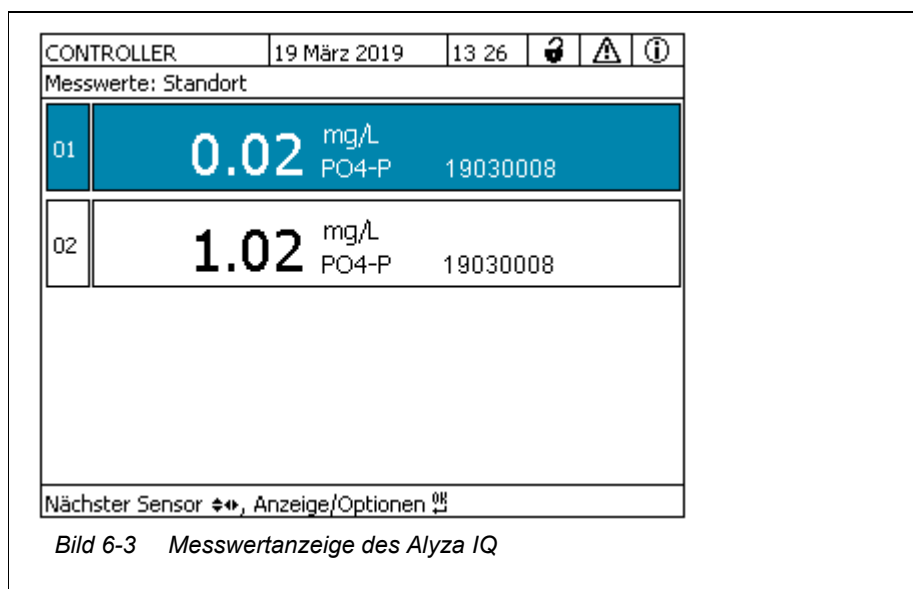 CONTROLLER 19 März 2019 13 26
Messwerte: Standort
01 0.02 mg/L PO4-P 19030008
02 1.02 mg/L PO4-P 19030008
Nächster Sensor, Anzeige/Optionen OK
Bild 6-3 Messwertanzeige des Alyza IQ